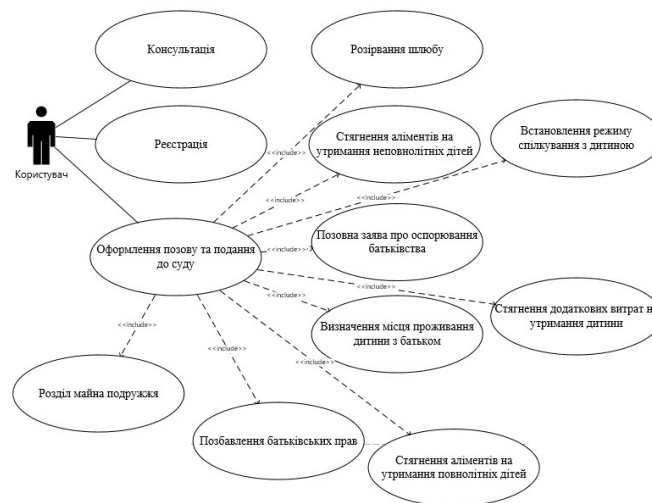 Консультація
Розірвання шлюбу
Користувач
Реєстрація
<<include>>
Стягнення аліментів на
утримання неповнолітніх дітей
Встановлення режиму
спілкування з дитиною
<<include>>
<<include>>
Оформлення позову та подання
до суду
<<include>>
Позовна заява про оспорювання
батьківства
<<include>>
Стягнення додаткових витрат на
утримання дитини
<<include>>
Визначення місця проживання
дитини з батьком
<<include>>
<<include>>
<<include>>
Розділ майна подружжя
Позбавлення батьківських прав
Стягнення аліментів на
утримання повнолітніх дітей